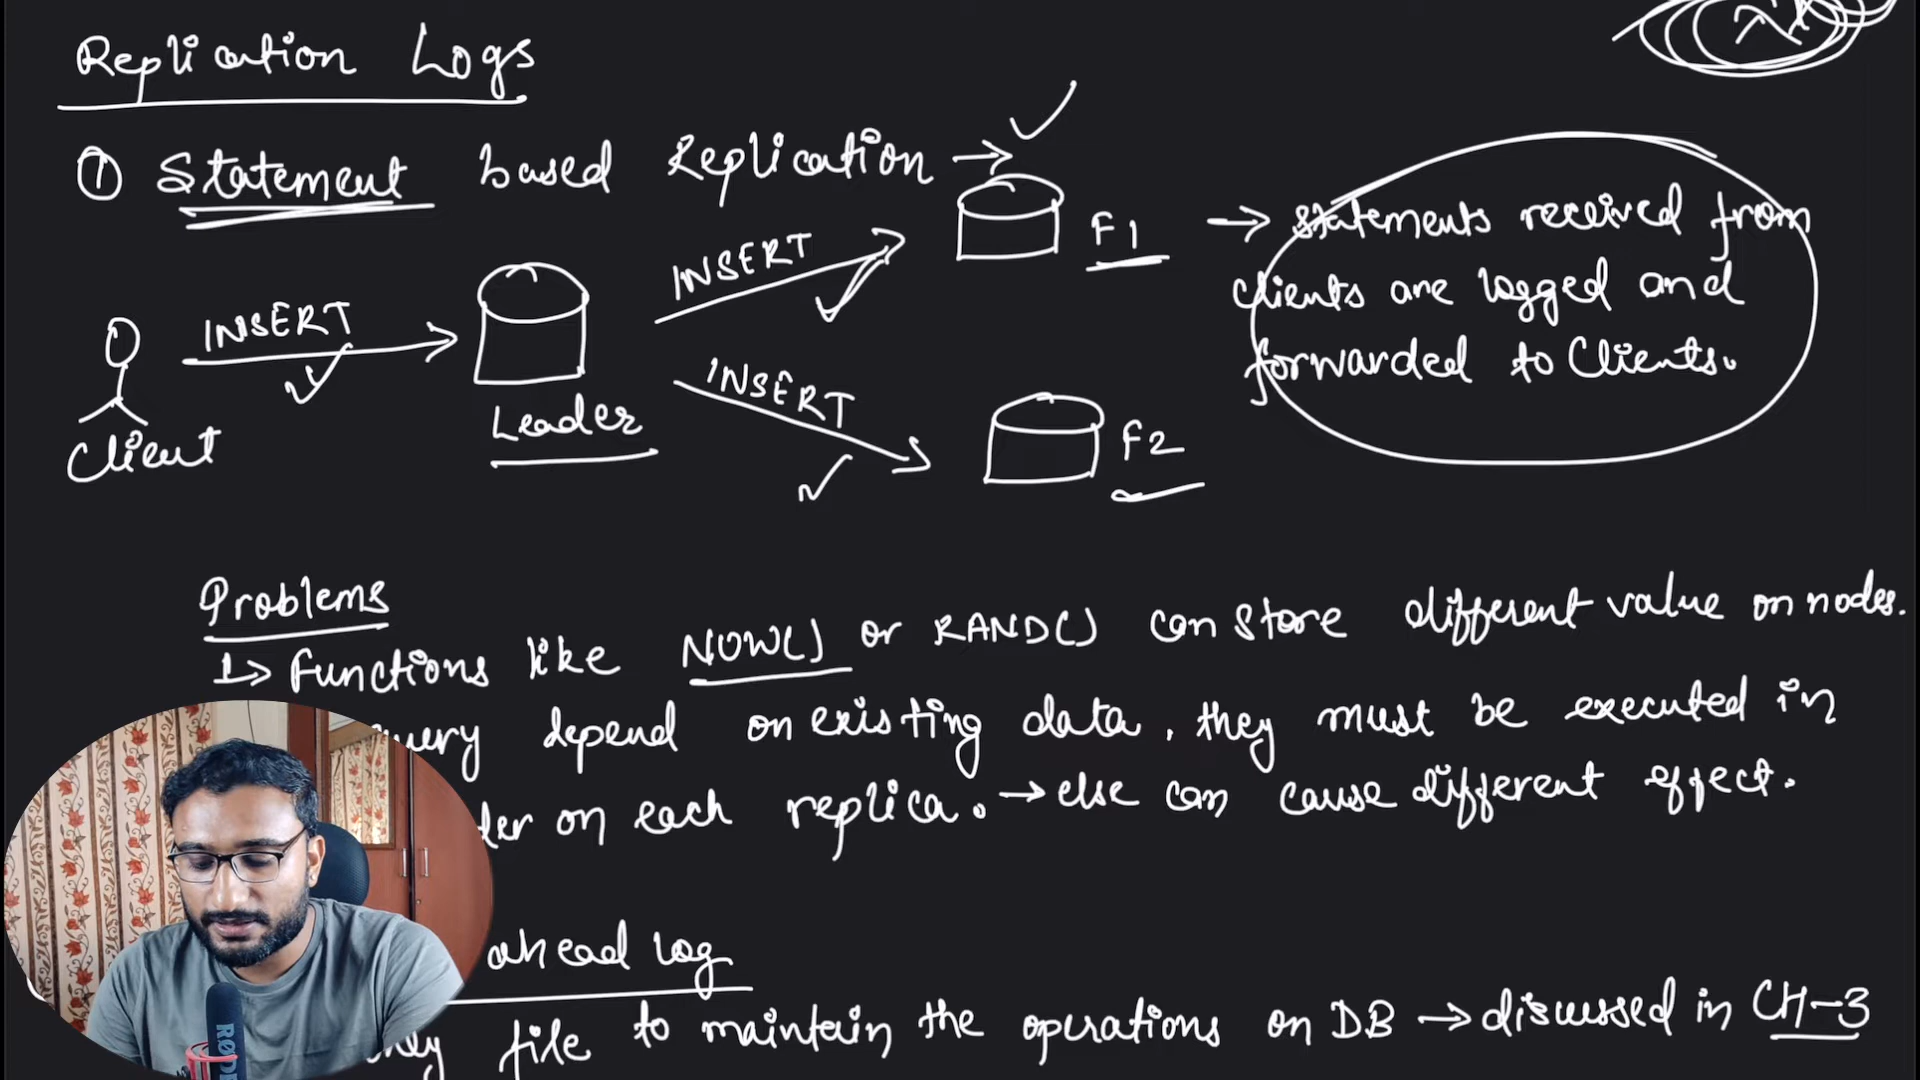 Replication Logs
① Statement based Replication →
INSERT
Client
Leader
INSERT
INSERT
F1
F2
→ statements received from
clients are logged and
forwarded to Clients.
Problems
1> Functions like NOW() or RAND() can store different value on nodes.
depend on existing data, they must be executed in
on each replica. → else can cause different effect.
ahead log
file to maintain the operations on DB → discussed in CH-3
RØDE